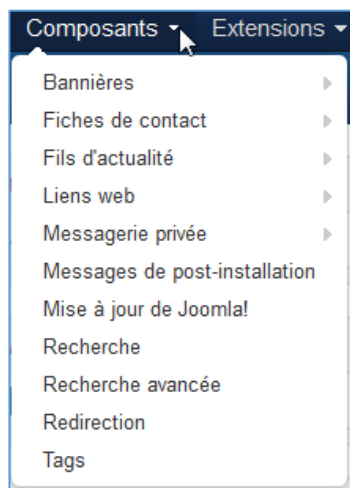 Composants Extensions
Bannières
Fiches de contact
Fils d'actualité
Liens web
Messagerie privée
Messages de post-installation
Mise à jour de Joomla!
Recherche
Recherche avancée
Redirection
Tags